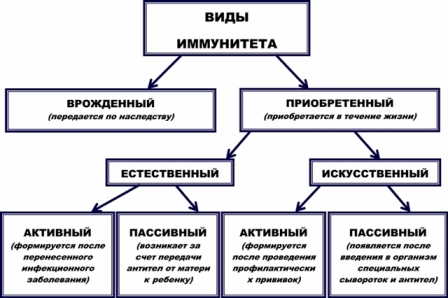 ВИДЫ
ИММУНИТЕТА
ВРОЖДЕННЫЙ
(передается по наследству)
ПРИОБРЕТЕННЫЙ
(приобретается в течение жизни)
ЕСТЕСТВЕННЫЙ
ИСКУССТВЕННЫЙ
АКТИВНЫЙ
(формируется после
перенесенного
инфекционного
заболевания)
ПАССИВНЫЙ
(возникает за
счет передачи
антител от матери
к ребенку)
АКТИВНЫЙ
(формируется
после проведения
профилактически
х прививок)
ПАССИВНЫЙ
(появляется после
введения в организм
специальных
сывороток и антител)